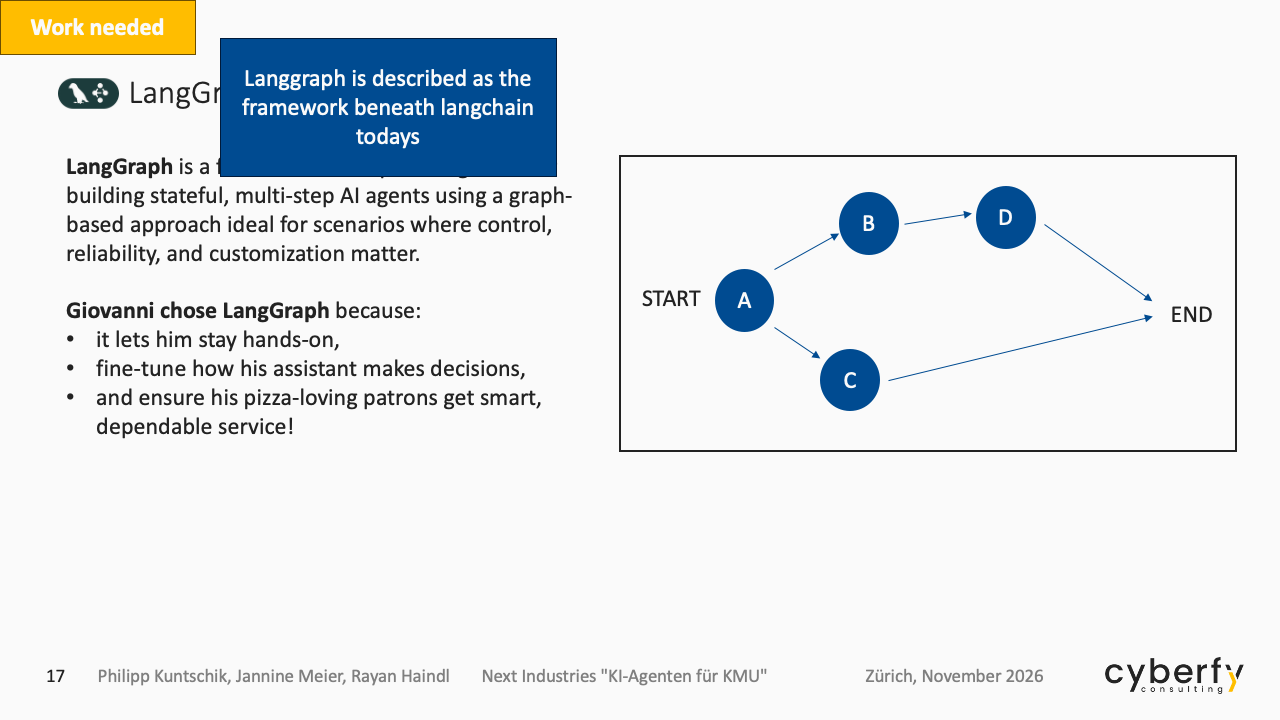 Work needed
Langgraph is described as the
framework beneath langchain
todays
LangGr
LangGraph is a
building stateful, multi-step AI agents using a graph-
based approach ideal for scenarios where control,
reliability, and customization matter.
Giovanni chose LangGraph because:
• it lets him stay hands-on,
• fine-tune how his assistant makes decisions,
• and ensure his pizza-loving patrons get smart,
dependable service!
START
A
B
C
D
END
17
Philipp Kuntschik, Jannine Meier, Rayan Haindl
Next Industries "KI-Agenten für KMU"
Zürich, November 2026
cyberfy
consulting